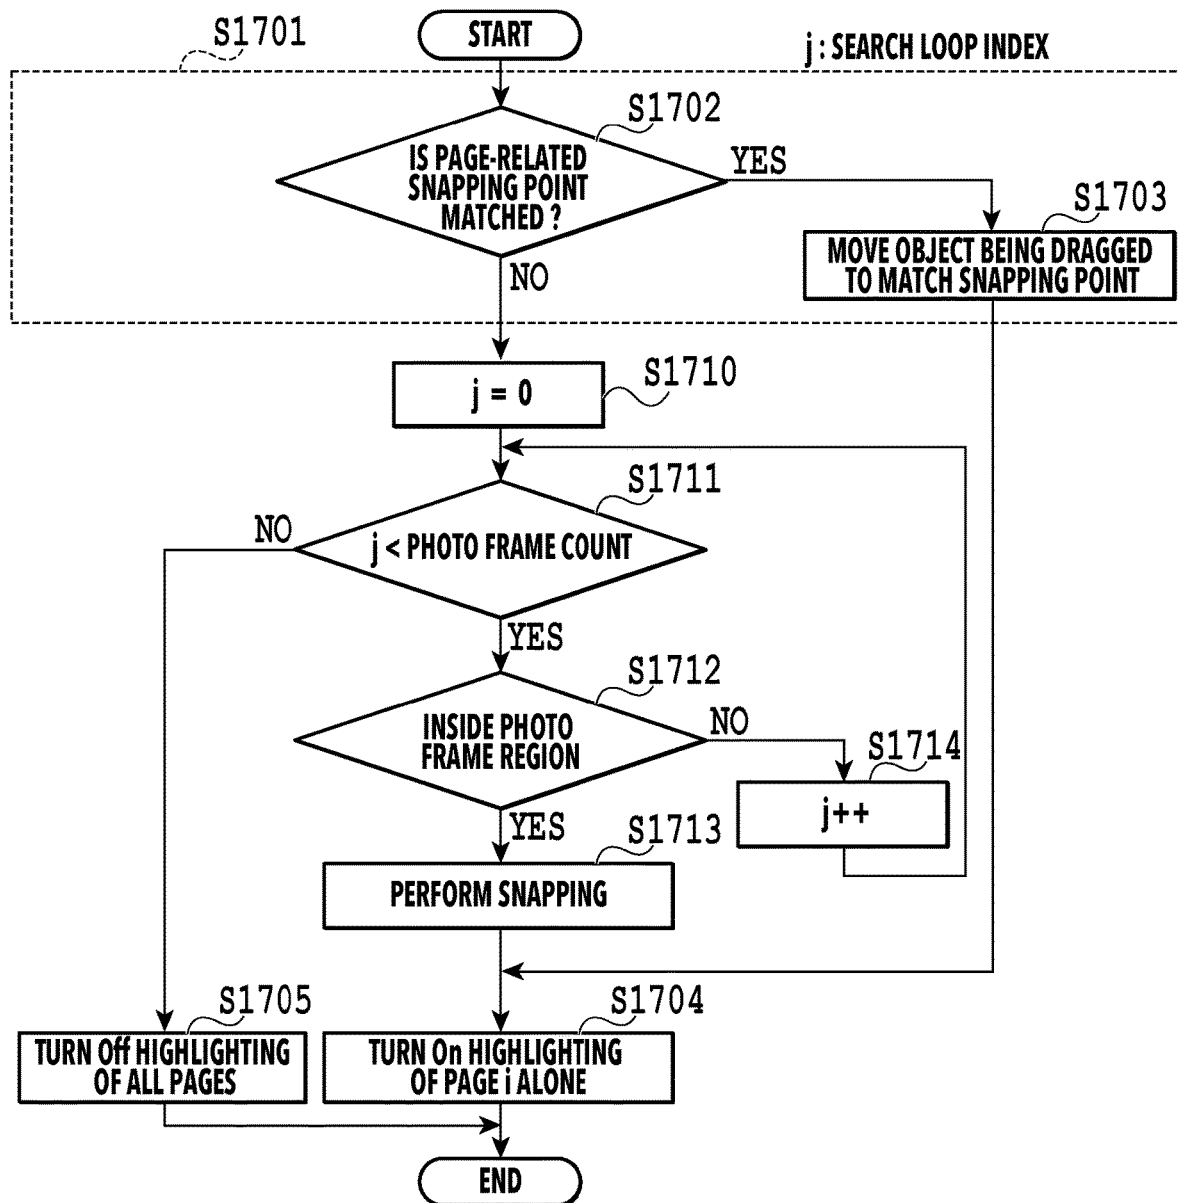 START
S1701
j : SEARCH LOOP INDEX
S1702
IS PAGE-RELATED
SNAPPING POINT
MATCHED ?
YES
S1703
MOVE OBJECT BEING DRAGGED
TO MATCH SNAPPING POINT
NO
j = 0
S1710
S1711
NO
j < PHOTO FRAME COUNT
YES
S1712
INSIDE PHOTO
FRAME REGION
NO
S1714
j++
YES
S1713
PERFORM SNAPPING
S1705
TURN Off HIGHLIGHTING
OF ALL PAGES
S1704
TURN On HIGHLIGHTING
OF PAGE i ALONE
END